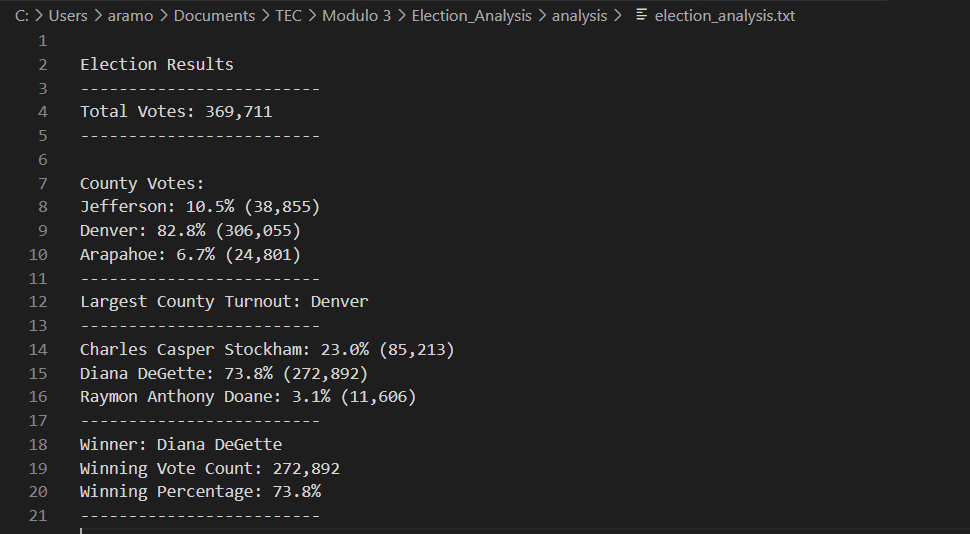 C: > Users > aramo > Documents > TEC > Modulo 3 > Election_Analysis > analysis > election_analysis.txt
1
2 Election Results
3 -------------------------
4 Total Votes: 369,711
5 -------------------------
6
7 County Votes:
8 Jefferson: 10.5% (38,855)
9 Denver: 82.8% (306,055)
10 Arapahoe: 6.7% (24,801)
11 -------------------------
12 Largest County Turnout: Denver
13 -------------------------
14 Charles Casper Stockham: 23.0% (85,213)
15 Diana DeGette: 73.8% (272,892)
16 Raymon Anthony Doane: 3.1% (11,606)
17 -------------------------
18 Winner: Diana DeGette
19 Winning Vote Count: 272,892
20 Winning Percentage: 73.8%
21 -------------------------